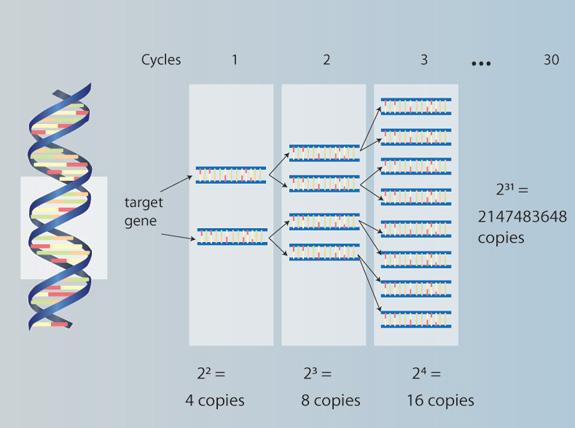 Cycles 1 2 3 ... 30
target
gene
2³¹ =
2147483648
copies
2² = 2³ = 2⁴ =
4 copies 8 copies 16 copies